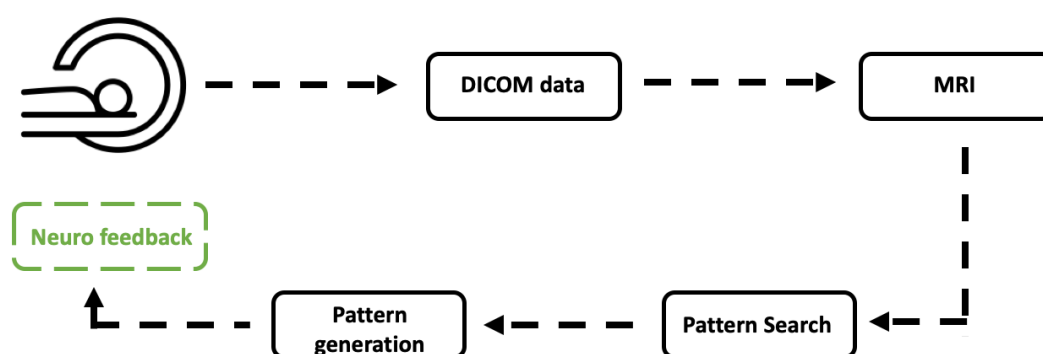 DICOM data
MRI
Neuro feedback
Pattern
generation
Pattern Search